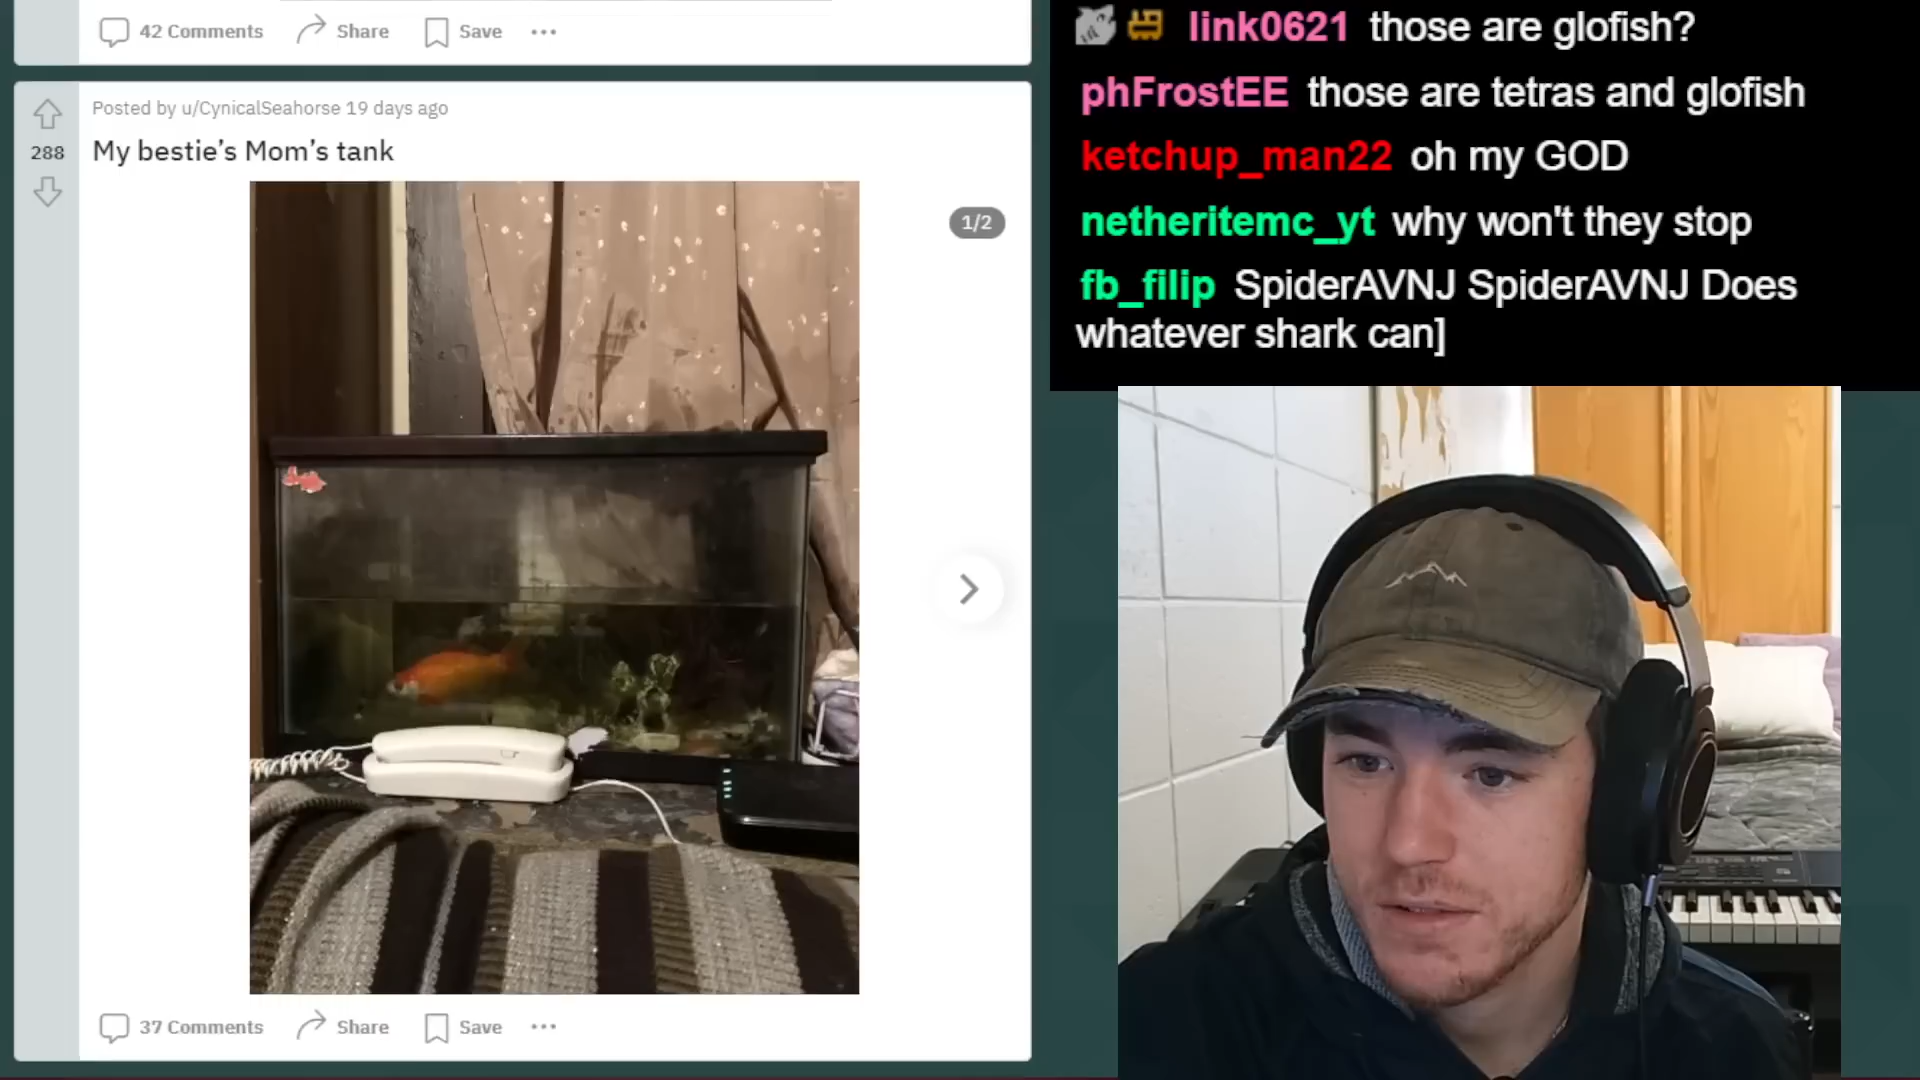 42 Comments Share Save
Posted by u/CynicalSeahorse 19 days ago
288
My bestie's Mom's tank
1/2
37 Comments Share Save
link0621 those are glofish?
phFrostEE those are tetras and glofish
ketchup_man22 oh my GOD
netheritemc_yt why won't they stop
fb_filip SpiderAVNJ SpiderAVNJ Does
whatever shark can]